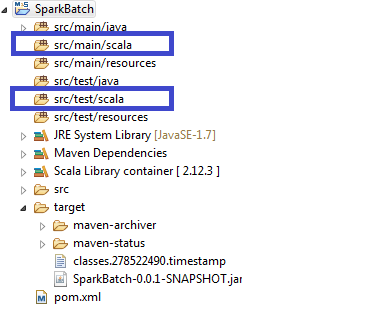 SparkBatch
src/main/java
src/main/scala
src/main/resources
src/test/java
src/test/scala
src/test/resources
JRE System Library [JavaSE-1.7]
Maven Dependencies
Scala Library container [ 2.12.3 ]
src
target
maven-archiver
maven-status
classes.278522490.timestamp
SparkBatch-0.0.1-SNAPSHOT.jar
pom.xml